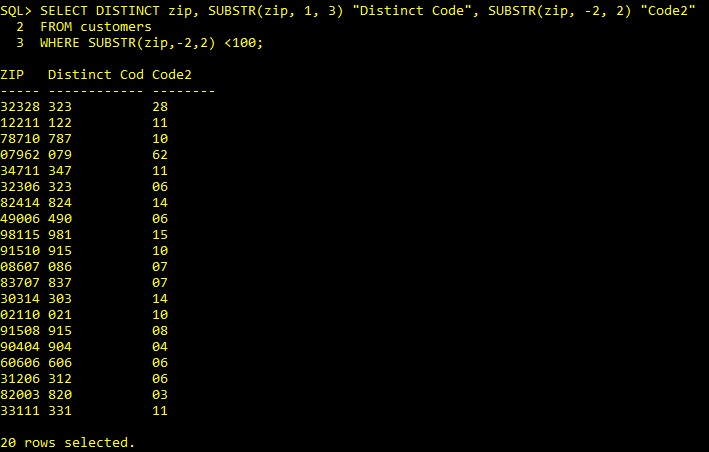 SQL> SELECT DISTINCT zip, SUBSTR(zip, 1, 3) "Distinct Code", SUBSTR(zip, -2, 2) "Code2"
  2  FROM customers
  3  WHERE SUBSTR(zip,-2,2) <100;
ZIP   Distinct Cod Code2
----- ------------ --------
32328 323          28
12211 122          11
78710 787          10
07962 079          62
34711 347          11
32306 323          06
82414 824          14
49006 490          06
98115 981          15
91510 915          10
08607 086          07
83707 837          07
30314 303          14
02110 021          10
91508 915          08
90404 904          04
60606 606          06
31206 312          06
82003 820          03
33111 331          11
20 rows selected.